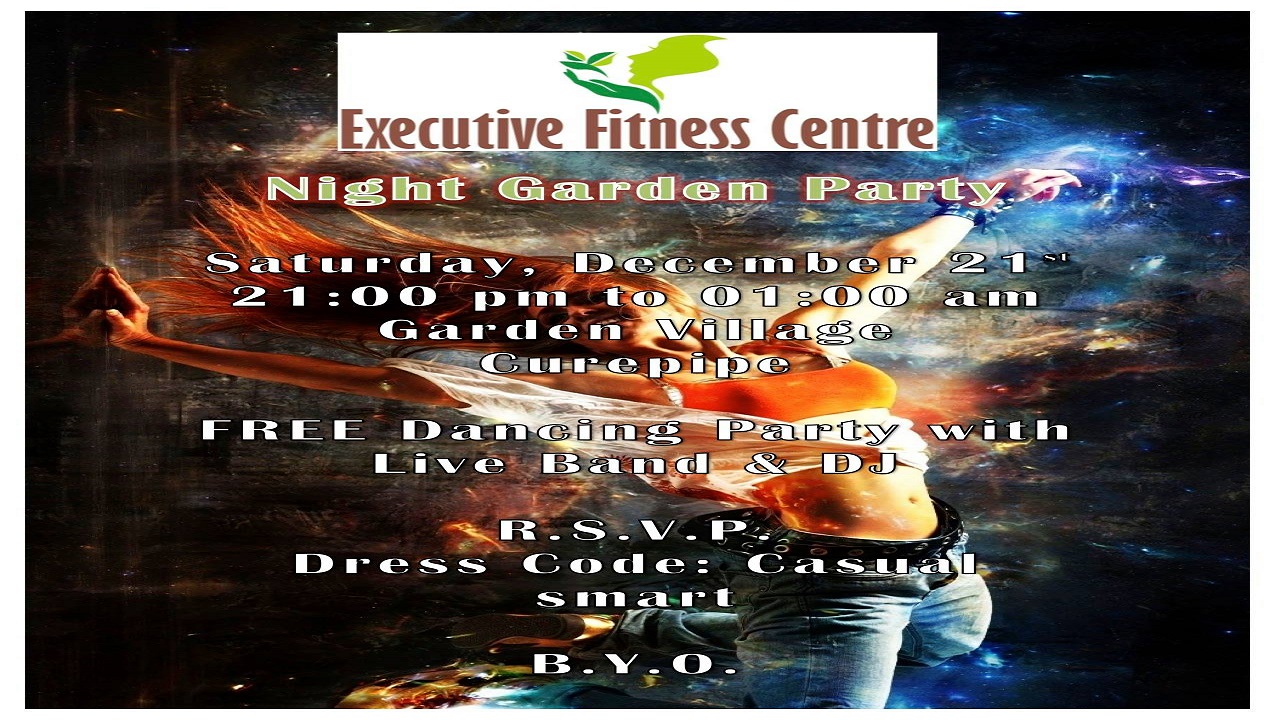 Executive Fitness Centre
Night Garden Party
Saturday, December 21st
21:00 pm to 01:00 am
Garden Village
Curepipe
FREE Dancing Party with
Live Band & DJ
R.S.V.P.
Dress Code: Casual
smart
B.Y.O.